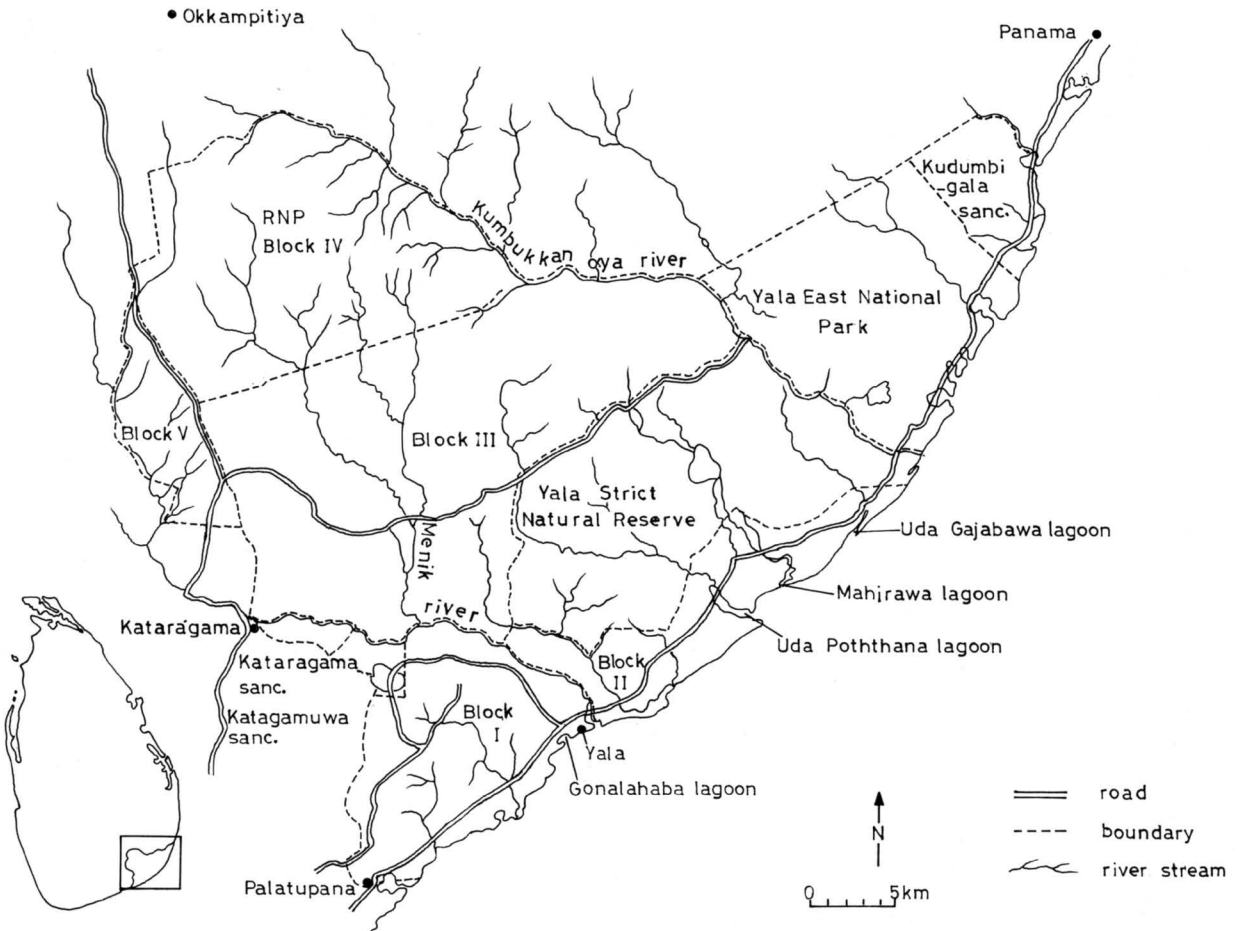 Okkampitiya
Panama
Kudumbi
-gala
sanc.
RNP
Block IV
Kumbukkan oya river
Yala East National
Park
Block V
Block III
Yala Strict
Natural Reserve
Menik
river
Uda Gajabawa lagoon
Mahirawa lagoon
Uda Poththana lagoon
Kataragama
Kataragama
sanc.
Katagamuwa
sanc.
Block
II
Block
I
Yala
Gonalahaba lagoon
Palatupana
N
0 5km
road
boundary
river stream